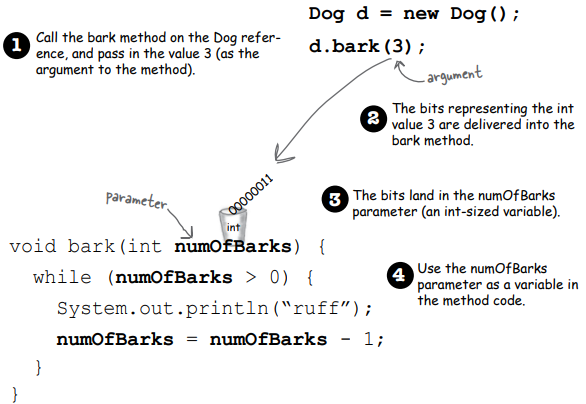 Dog d = new Dog();
d.bark(3);
1 Call the bark method on the Dog refer-
ence, and pass in the value 3 (as the
argument to the method).
argument
2 The bits representing the int
value 3 are delivered into the
bark method.
00000011
int
parameter
3 The bits land in the numOfBarks
parameter (an int-sized variable).
void bark(int numOfBarks) {
while (numOfBarks > 0) {
System.out.println(“ruff”);
numOfBarks = numOfBarks - 1;
}
}
4 Use the numOfBarks
parameter as a variable in
the method code.